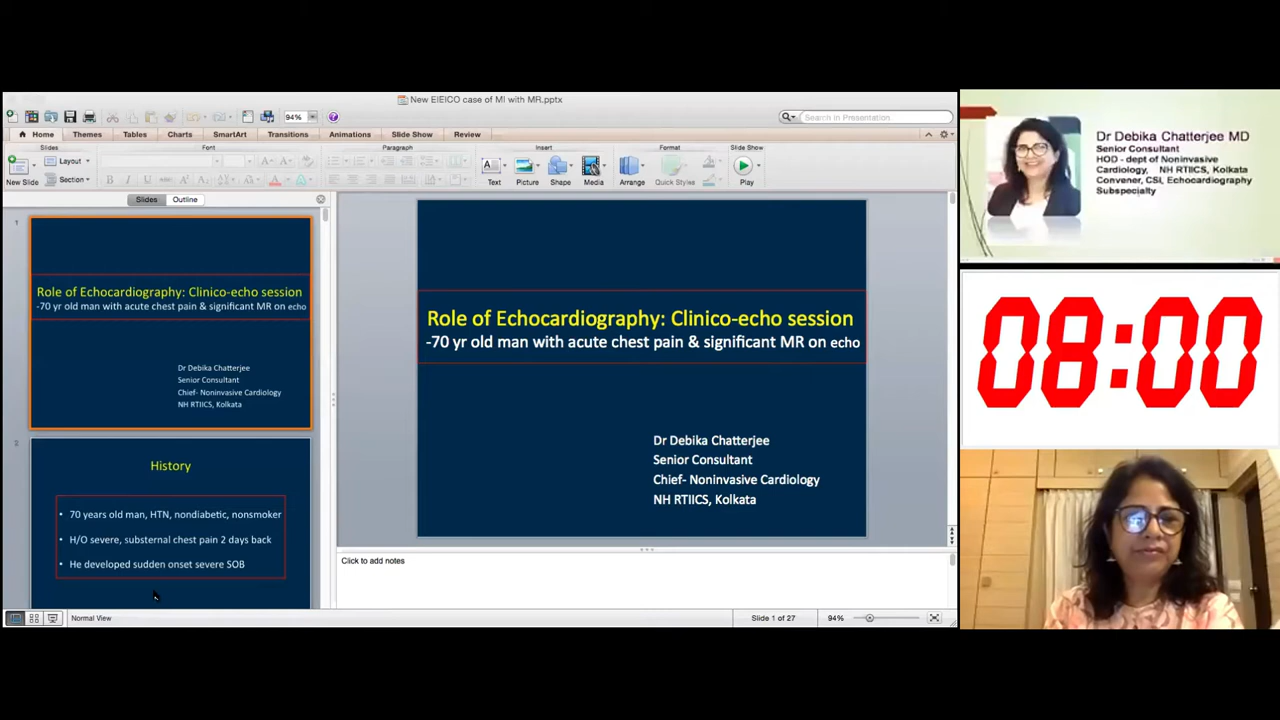 New EIEICO case of MI with MR.pptx
94%
Search in Presentation
Home Themes Tables Charts SmartArt Transitions Animations Slide Show Review
Slides Font Paragraph Insert Format Slide Show
New Slide Layout Section
B I U
Text Picture Shape Media Arrange Quick Styles Play
Slides Outline
1
Role of Echocardiography: Clinico-echo session
-70 yr old man with acute chest pain & significant MR on echo
Dr Debika Chatterjee
Senior Consultant
Chief- Noninvasive Cardiology
NH RTIICS, Kolkata
2
History
• 70 years old man, HTN, nondiabetic, nonsmoker
• H/O severe, substernal chest pain 2 days back
• He developed sudden onset severe SOB
Role of Echocardiography: Clinico-echo session
-70 yr old man with acute chest pain & significant MR on echo
Dr Debika Chatterjee
Senior Consultant
Chief- Noninvasive Cardiology
NH RTIICS, Kolkata
Click to add notes
Normal View
Slide 1 of 27
94%
Dr Debika Chatterjee MD
Senior Consultant
HOD - dept of Noninvasive
Cardiology, NH RTIICS, Kolkata
Convener, CSI, Echocardiography
Subspecialty
08:00